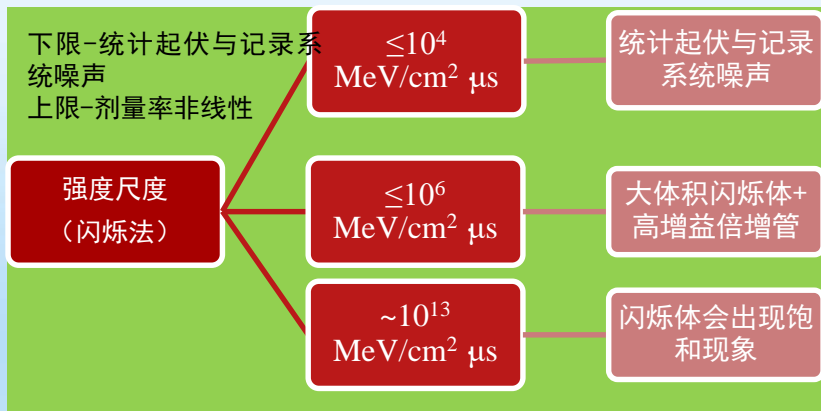 下限-统计起伏与记录系
统噪声
上限-剂量率非线性
强度尺度
（闪烁法）
≤10⁴
MeV/cm² μs
统计起伏与记录
系统噪声
≤10⁶
MeV/cm² μs
大体积闪烁体+
高增益倍增管
~10¹³
MeV/cm² μs
闪烁体会出现饱
和现象